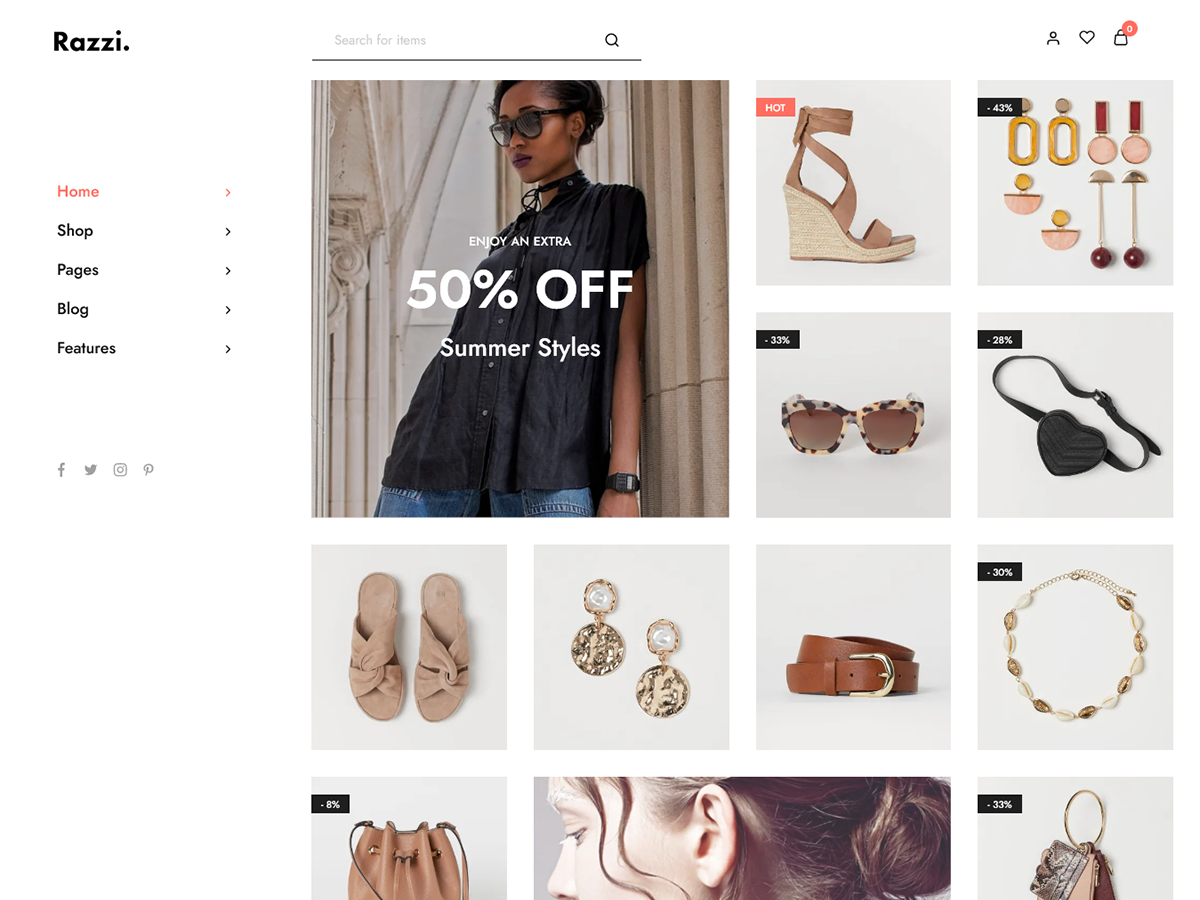 Razzi.
Search for items
0
Home
Shop
Pages
Blog
Features
ENJOY AN EXTRA
50% OFF
Summer Styles
HOT
- 43%
- 33%
- 28%
- 30%
- 8%
- 33%